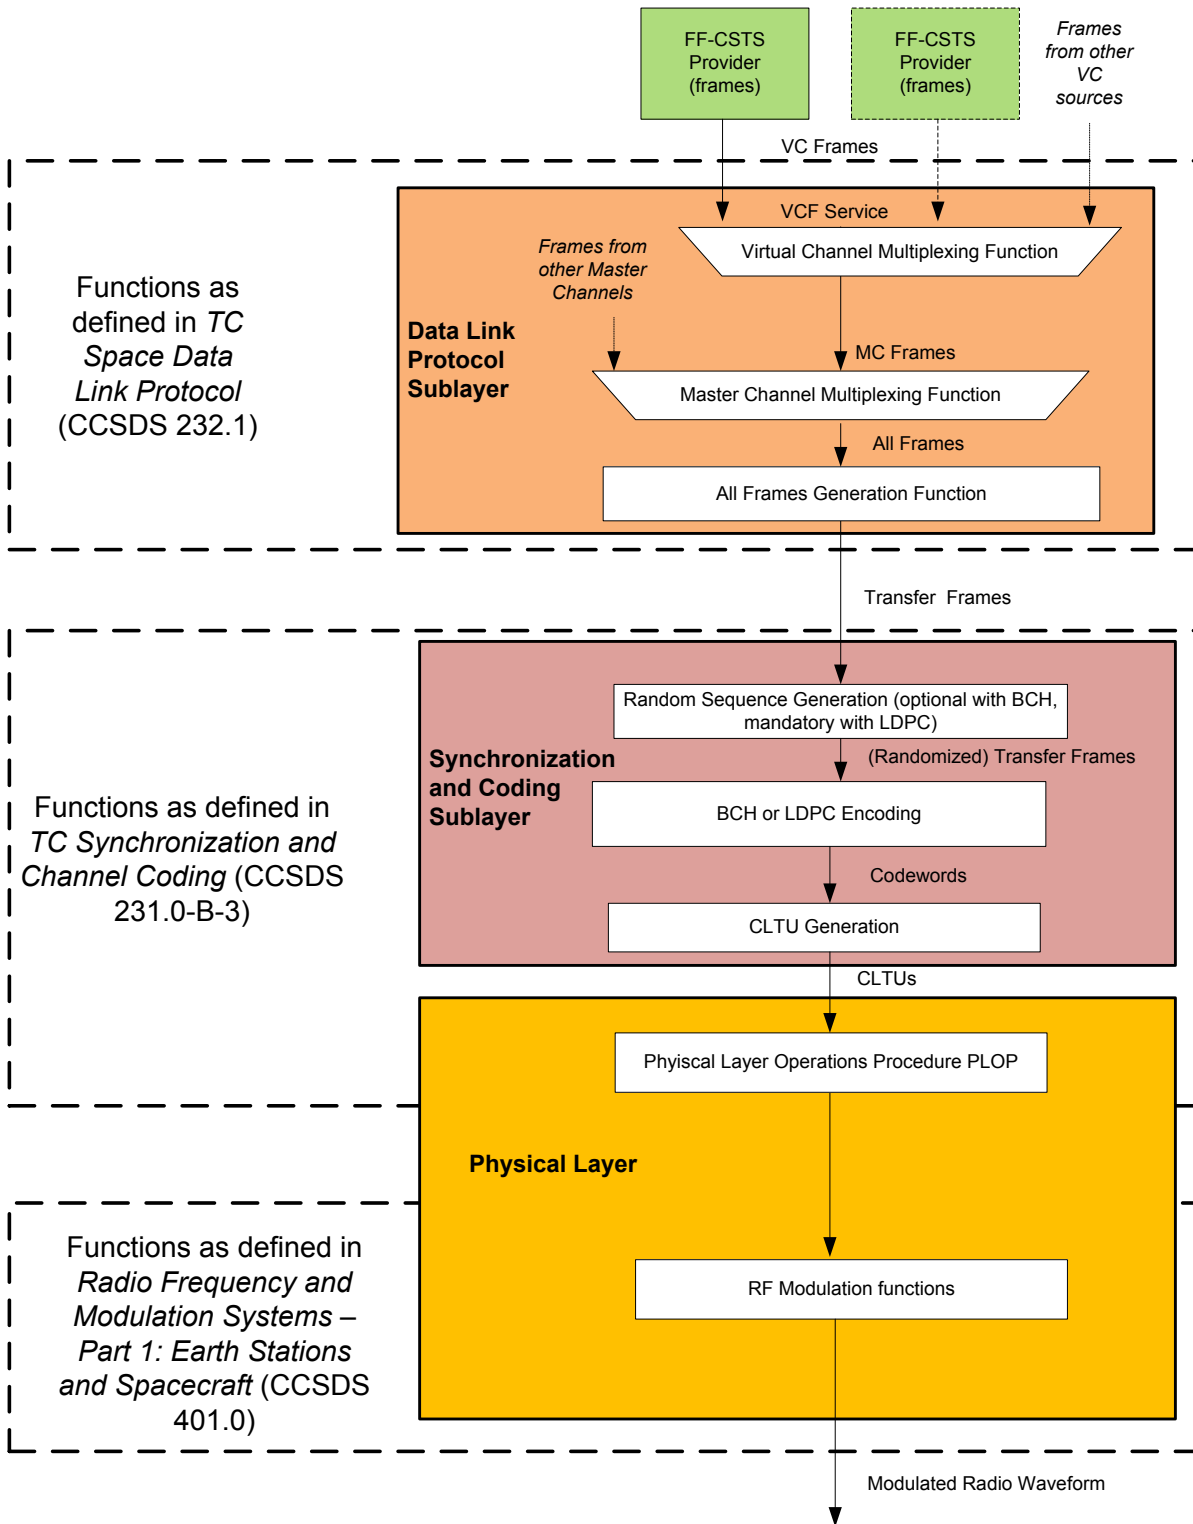 FF-CSTS
Provider
(frames)
FF-CSTS
Provider
(frames)
Frames
from other
VC
sources
VC Frames
VCF Service
Virtual Channel Multiplexing Function
Frames from
other Master
Channels
Functions as
defined in TC
Space Data
Link Protocol
(CCSDS 232.1)
Data Link
Protocol
Sublayer
MC Frames
Master Channel Multiplexing Function
All Frames
All Frames Generation Function
Transfer Frames
Random Sequence Generation (optional with BCH,
mandatory with LDPC)
(Randomized) Transfer Frames
Synchronization
and Coding
Sublayer
BCH or LDPC Encoding
Functions as defined in
TC Synchronization and
Channel Coding (CCSDS
231.0-B-3)
Codewords
CLTU Generation
CLTUs
Phyiscal Layer Operations Procedure PLOP
Physical Layer
Functions as defined in
Radio Frequency and
Modulation Systems –
Part 1: Earth Stations
and Spacecraft (CCSDS
401.0)
RF Modulation functions
Modulated Radio Waveform